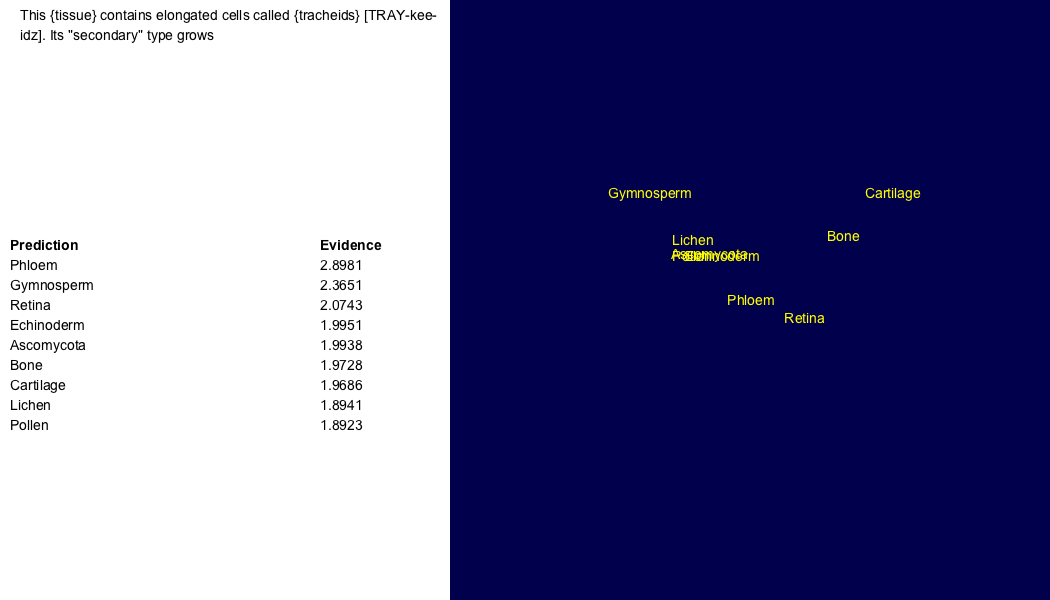 This {tissue} contains elongated cells called {tracheids} [TRAY-kee-
idz]. Its "secondary" type grows
Prediction Evidence
Phloem 2.8981
Gymnosperm 2.3651
Retina 2.0743
Echinoderm 1.9951
Ascomycota 1.9938
Bone 1.9728
Cartilage 1.9686
Lichen 1.8941
Pollen 1.8923
Gymnosperm
Cartilage
Bone
Lichen
Ascomycota
Pollen
Echinoderm
Phloem
Retina